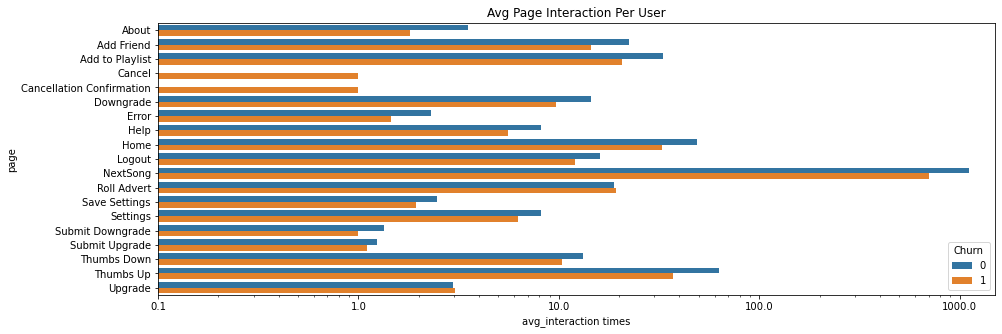 Avg Page Interaction Per User
page
About
Add Friend
Add to Playlist
Cancel
Cancellation Confirmation
Downgrade
Error
Help
Home
Logout
NextSong
Roll Advert
Save Settings
Settings
Submit Downgrade
Submit Upgrade
Thumbs Down
Thumbs Up
Upgrade
Churn
0
1
0.1 1.0 10.0 100.0 1000.0
avg_interaction times